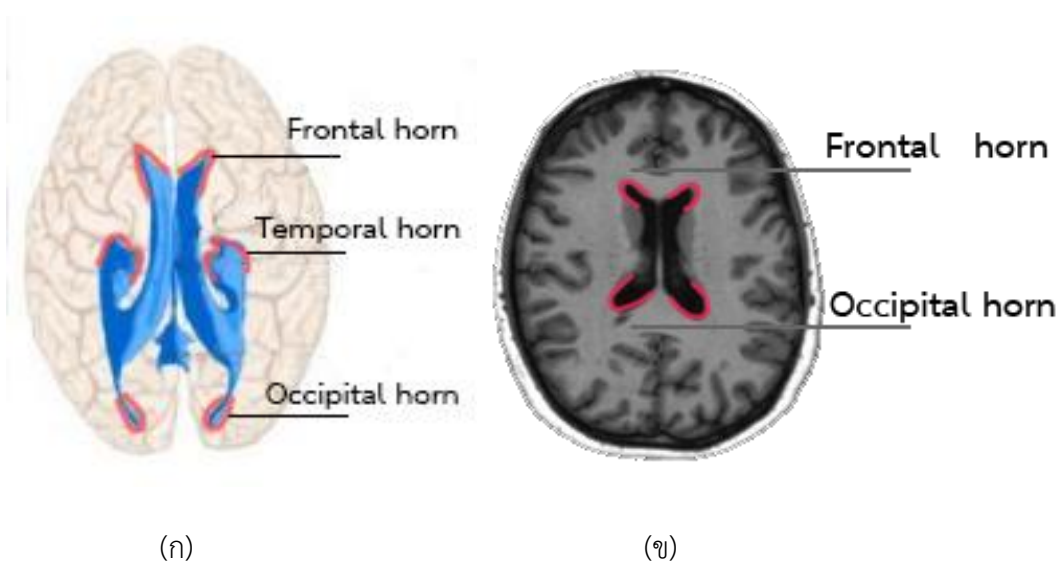 Frontal horn
Temporal horn
Occipital horn
Frontal horn
Occipital horn
(ก)
(ข)